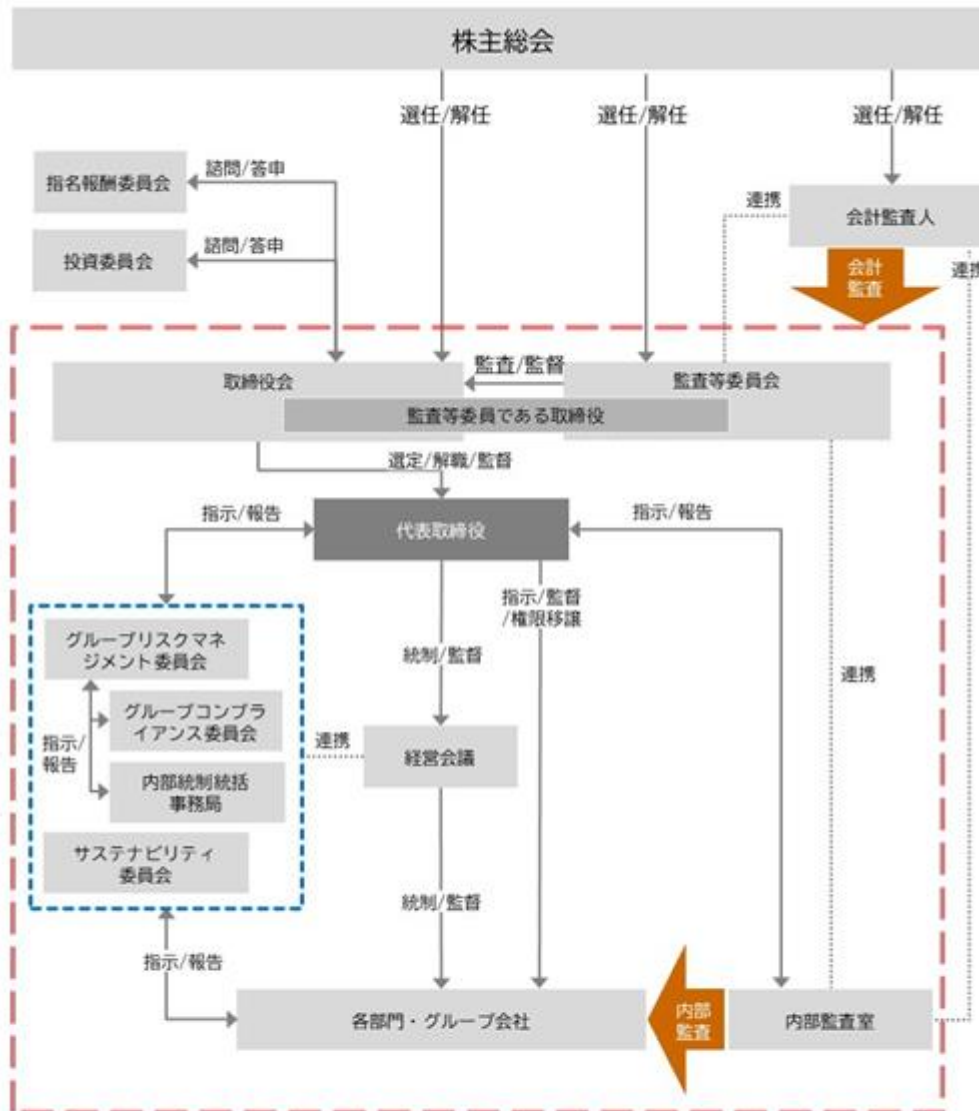 株主総会
選任/解任
選任/解任
選任/解任
指名報酬委員会
諮問/答申
投資委員会
諮問/答申
連携
会計監査人
会計
監査
連携
取締役会
監査/監督
監査等委員会
監査等委員である取締役
選定/解職/監督
指示/報告
代表取締役
指示/報告
指示/監督
/権限移譲
グループリスクマネ
ジメント委員会
統制/監督
グループコンプラ
イアンス委員会
指示/
報告
連携
経営会議
連携
内部統制統括
事務局
サステナビリティ
委員会
統制/監督
指示/報告
各部門・グループ会社
内部
監査
内部監査室